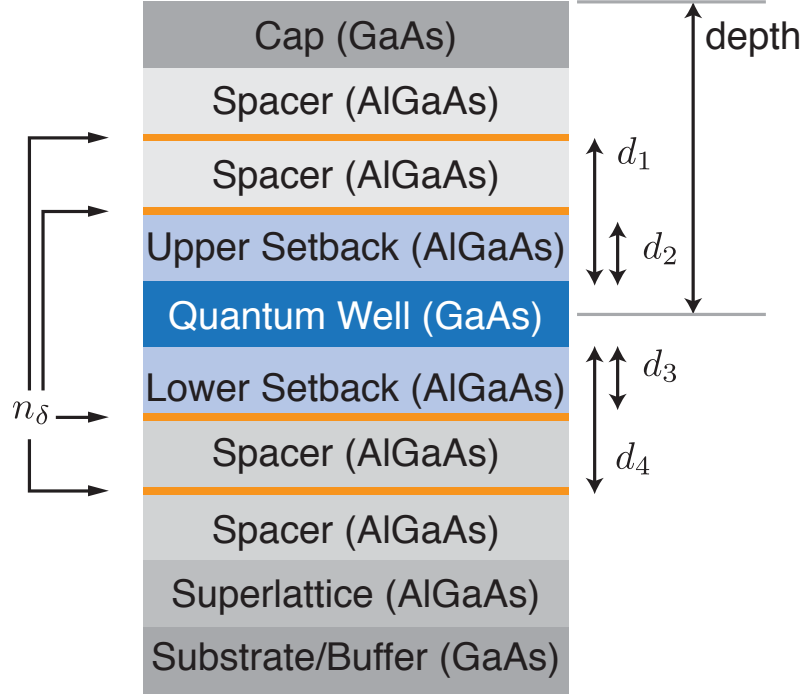 Cap (GaAs)
depth
Spacer (AlGaAs)
d₁
Spacer (AlGaAs)
d₂
Upper Setback (AlGaAs)
Quantum Well (GaAs)
d₃
Lower Setback (AlGaAs)
n_δ
d₄
Spacer (AlGaAs)
Spacer (AlGaAs)
Superlattice (AlGaAs)
Substrate/Buffer (GaAs)